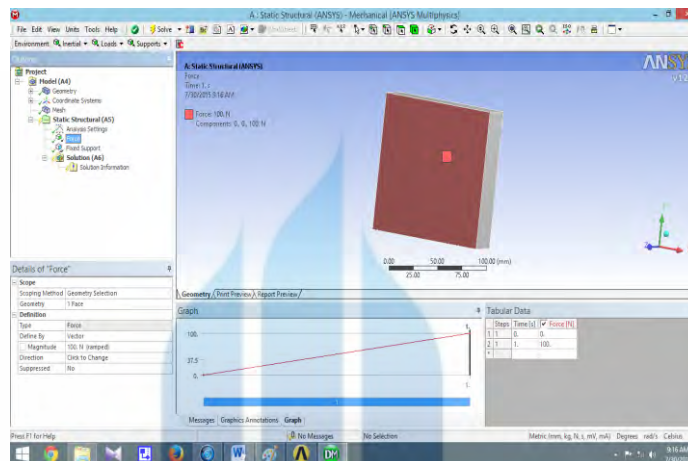 A : Static Structural (ANSYS) - Mechanical [ANSYS Multiphysics]
File Edit View Units Tools Help
Solve
Environment Inertial Loads Supports
Outline
Project
Model (A4)
Geometry
Coordinate Systems
Mesh
Static Structural (A5)
Analysis Settings
Force
Fixed Support
Solution (A6)
Solution Information
A: Static Structural (ANSYS)
Force
Time: 1. s
Force: 100. N
Components: 0., 0., 100. N
ANSYS
0.00 50.00 100.00 (mm)
25.00 75.00
Geometry Print Preview Report Preview
Details of "Force"
Scope
Scoping Method Geometry Selection
Geometry 1 Face
Definition
Type Force
Define By Vector
Magnitude 100. N (ramped)
Direction Click to Change
Suppressed No
Graph
100.
37.5
0.
1.
1
Messages Graphics Annotations Graph
Tabular Data
Steps Time [s] Force [N]
1 1 0. 0.
2 1 1. 100.
*
Press F1 for Help
No Messages
No Selection
Metric (mm, kg, N, s, mV, mA) Degrees rad/s Celsius
W
DM
9:16 AM